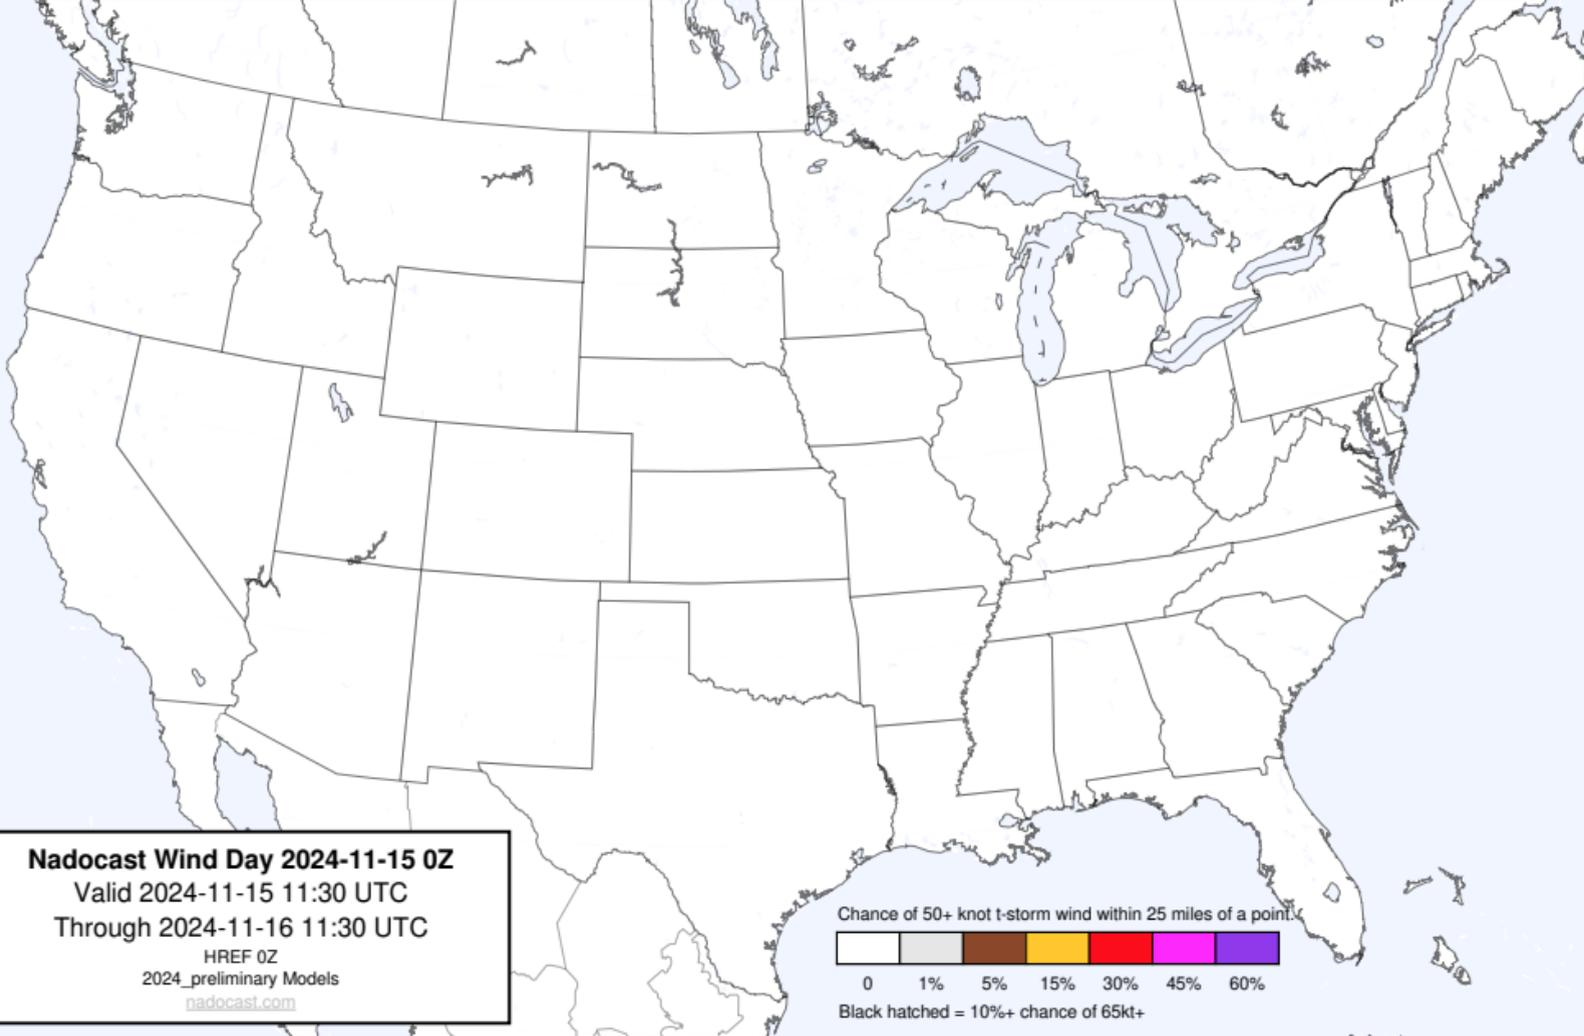 Nadocast Wind Day 2024-11-15 0Z
Valid 2024-11-15 11:30 UTC
Through 2024-11-16 11:30 UTC
HREF 0Z
2024_preliminary Models
nadocast.com
Chance of 50+ knot t-storm wind within 25 miles of a point.
0 1% 5% 15% 30% 45% 60%
Black hatched = 10%+ chance of 65kt+